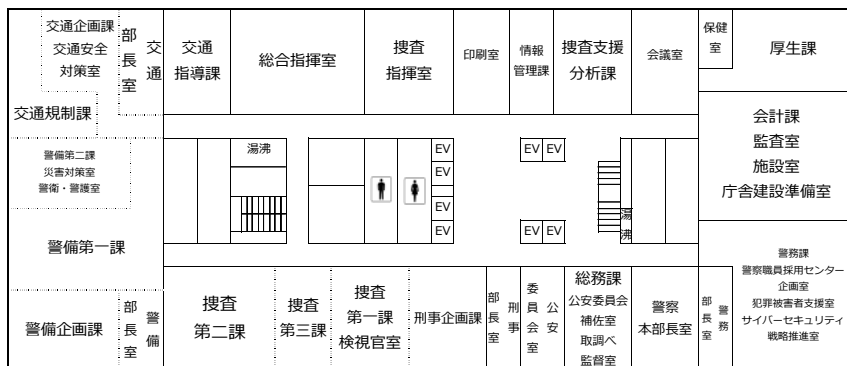 交通企画課
交通安全
対策室
交通
部長室
交通
指導課
総合指揮室
捜査
指揮室
印刷室
情報
管理課
捜査支援
分析課
会議室
保健
室
厚生課
交通規制課
会計課
監査室
施設室
庁舎建設準備室
警備第二課
災害対策室
警衛・警護室
湯沸
EV
EV
EV
EV
EV
EV
EV
EV
湯沸
警備第一課
警備企画課
警備
部長室
捜査
第二課
捜査
第三課
捜査
第一課
検視官室
刑事企画課
刑事
部長室
公安
委員会室
総務課
公安委員会
補佐室
取調べ
監督室
警察
本部長室
警務
部長室
警務課
警察職員採用センター
企画室
犯罪被害者支援室
サイバーセキュリティ
戦略推進室